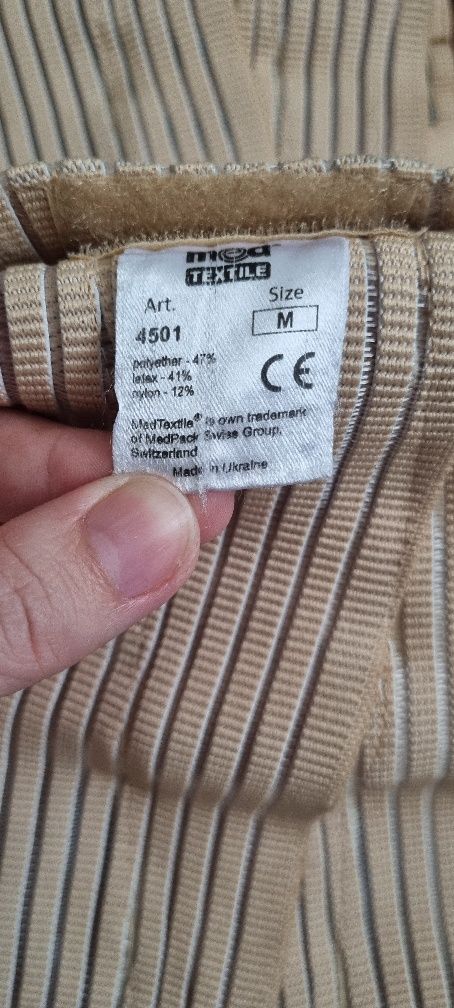 med
TEXTILE
Art.
4501
Size
M
polyether - 47%
latex - 41%
nylon - 12%
CE
MedTextile® is own trademark
of MedPack Swiss Group,
Switzerland
Made in Ukraine